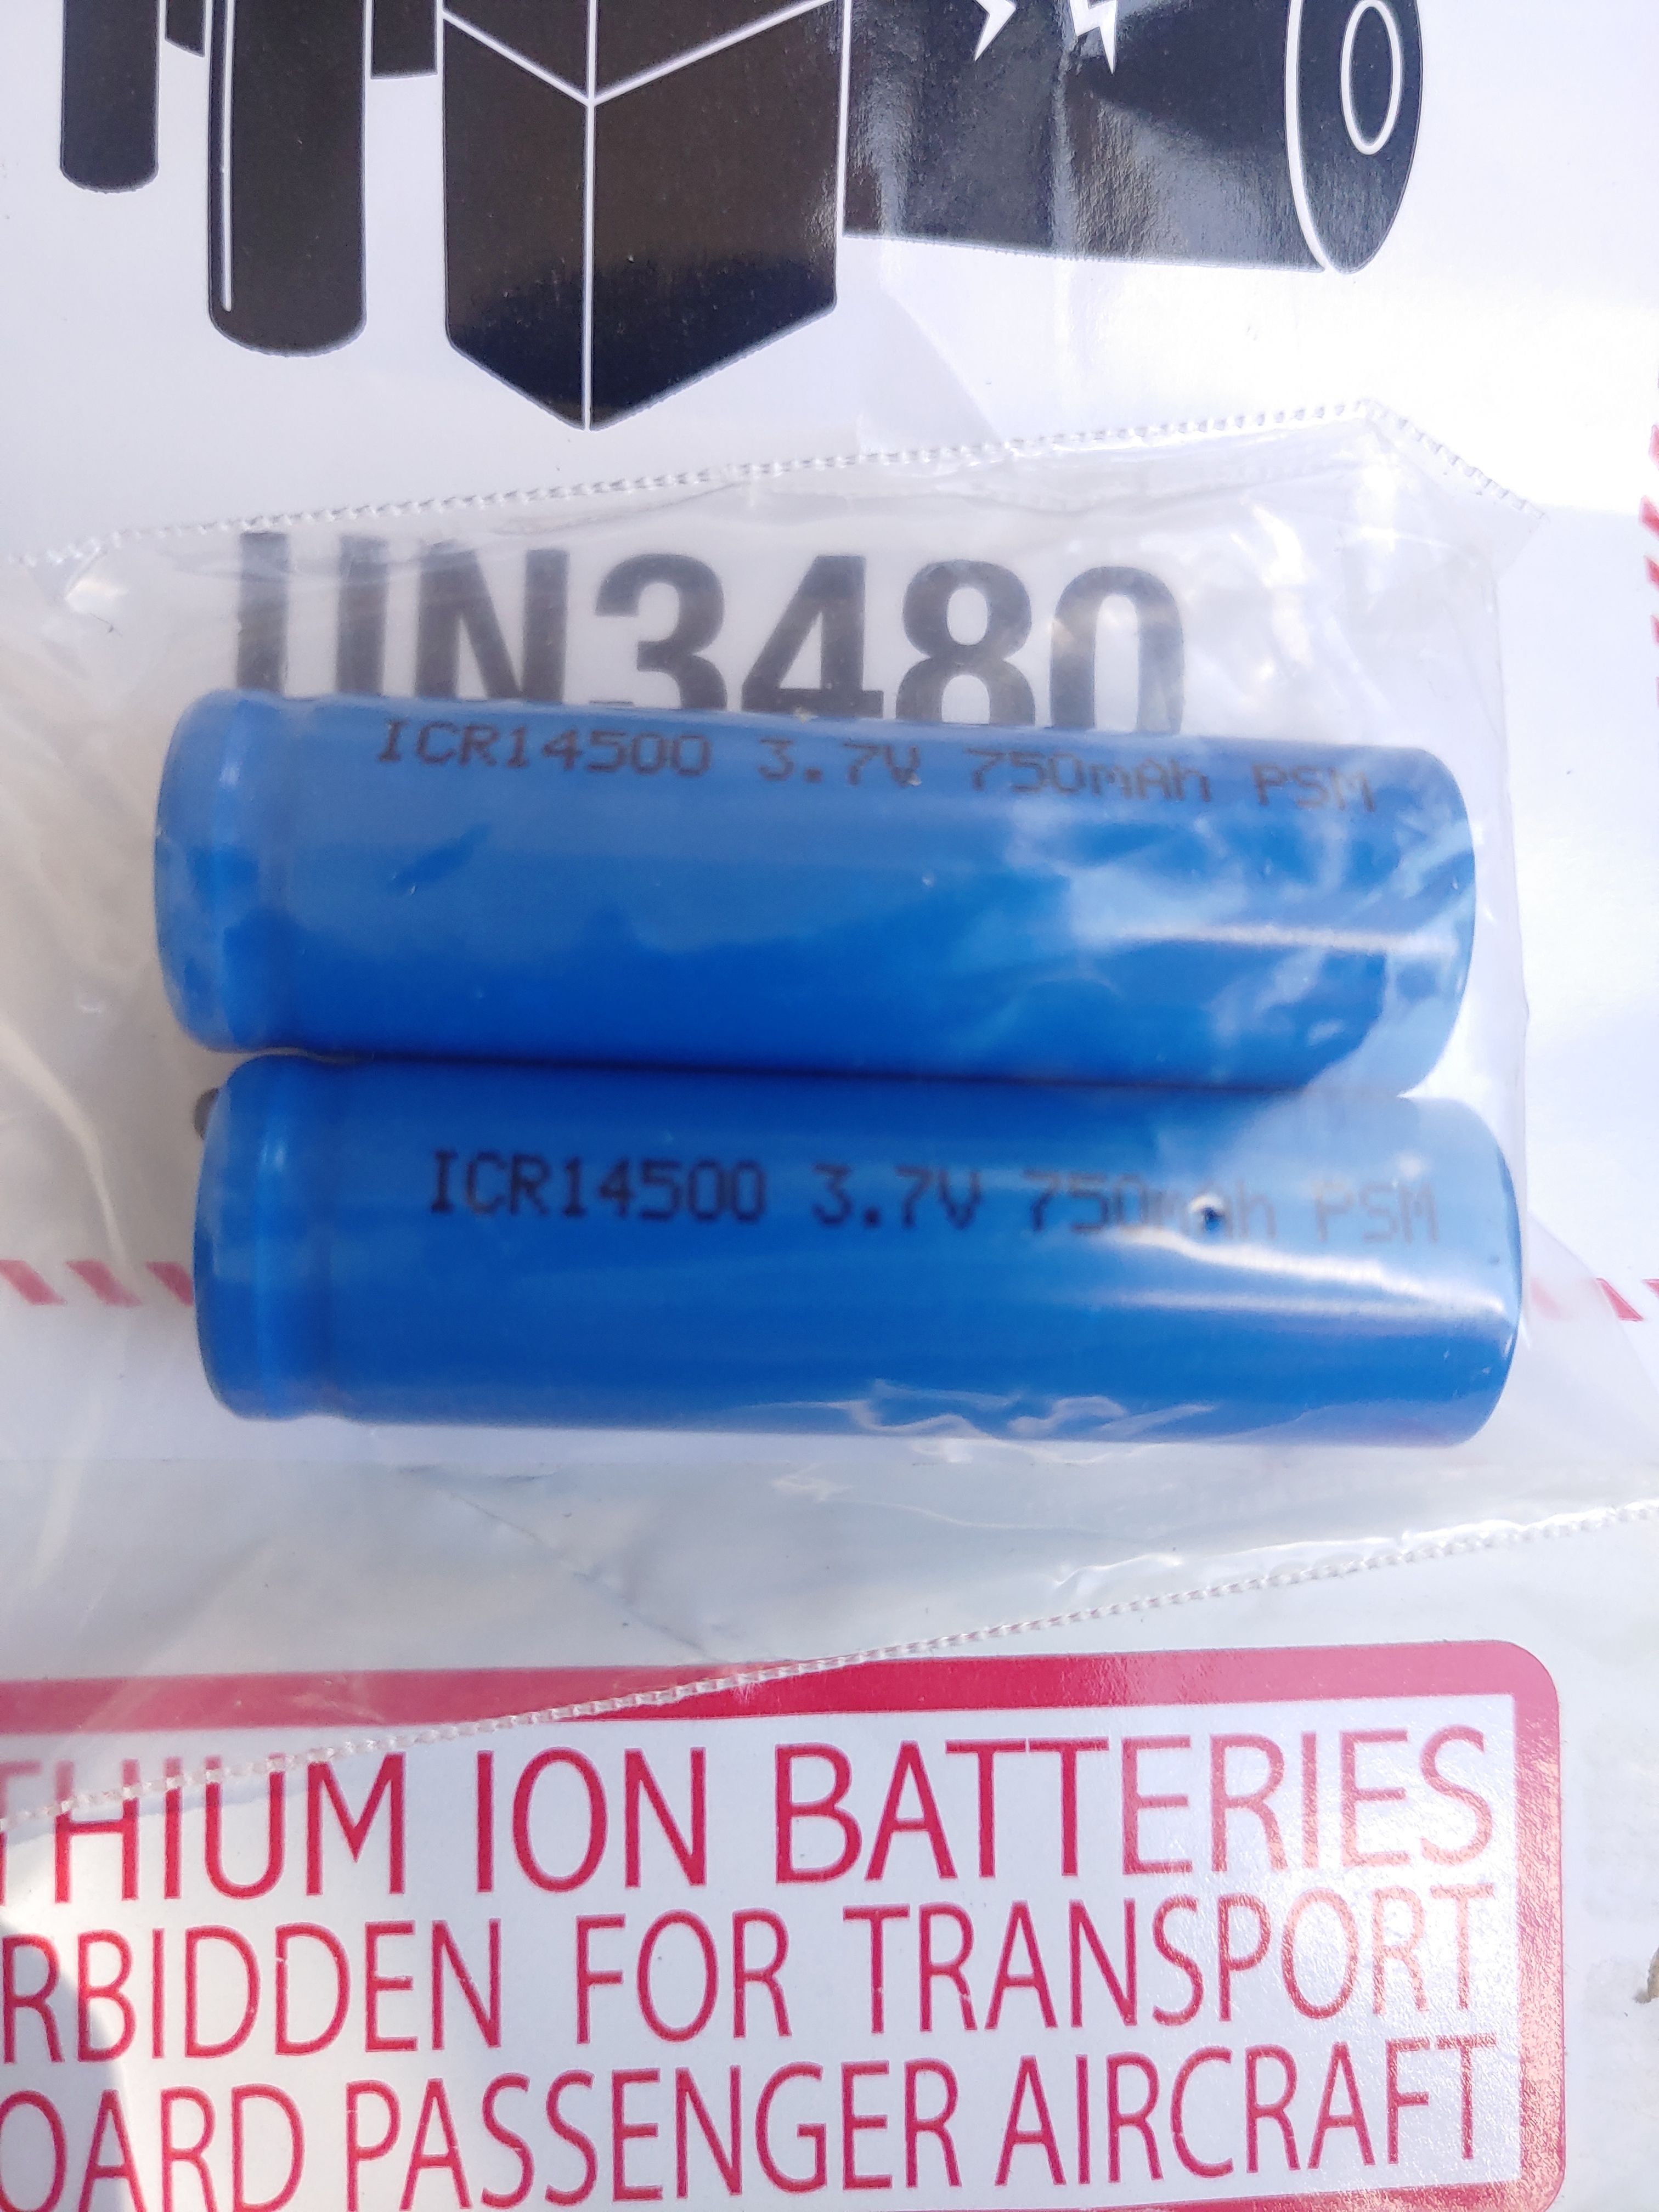 UN3480
ICR14500 3.7V 750mAh PSM
ICR14500 3.7V 750mAh PSM
THIUM ION BATTERIES
RBIDDEN FOR TRANSPORT
OARD PASSENGER AIRCRAFT